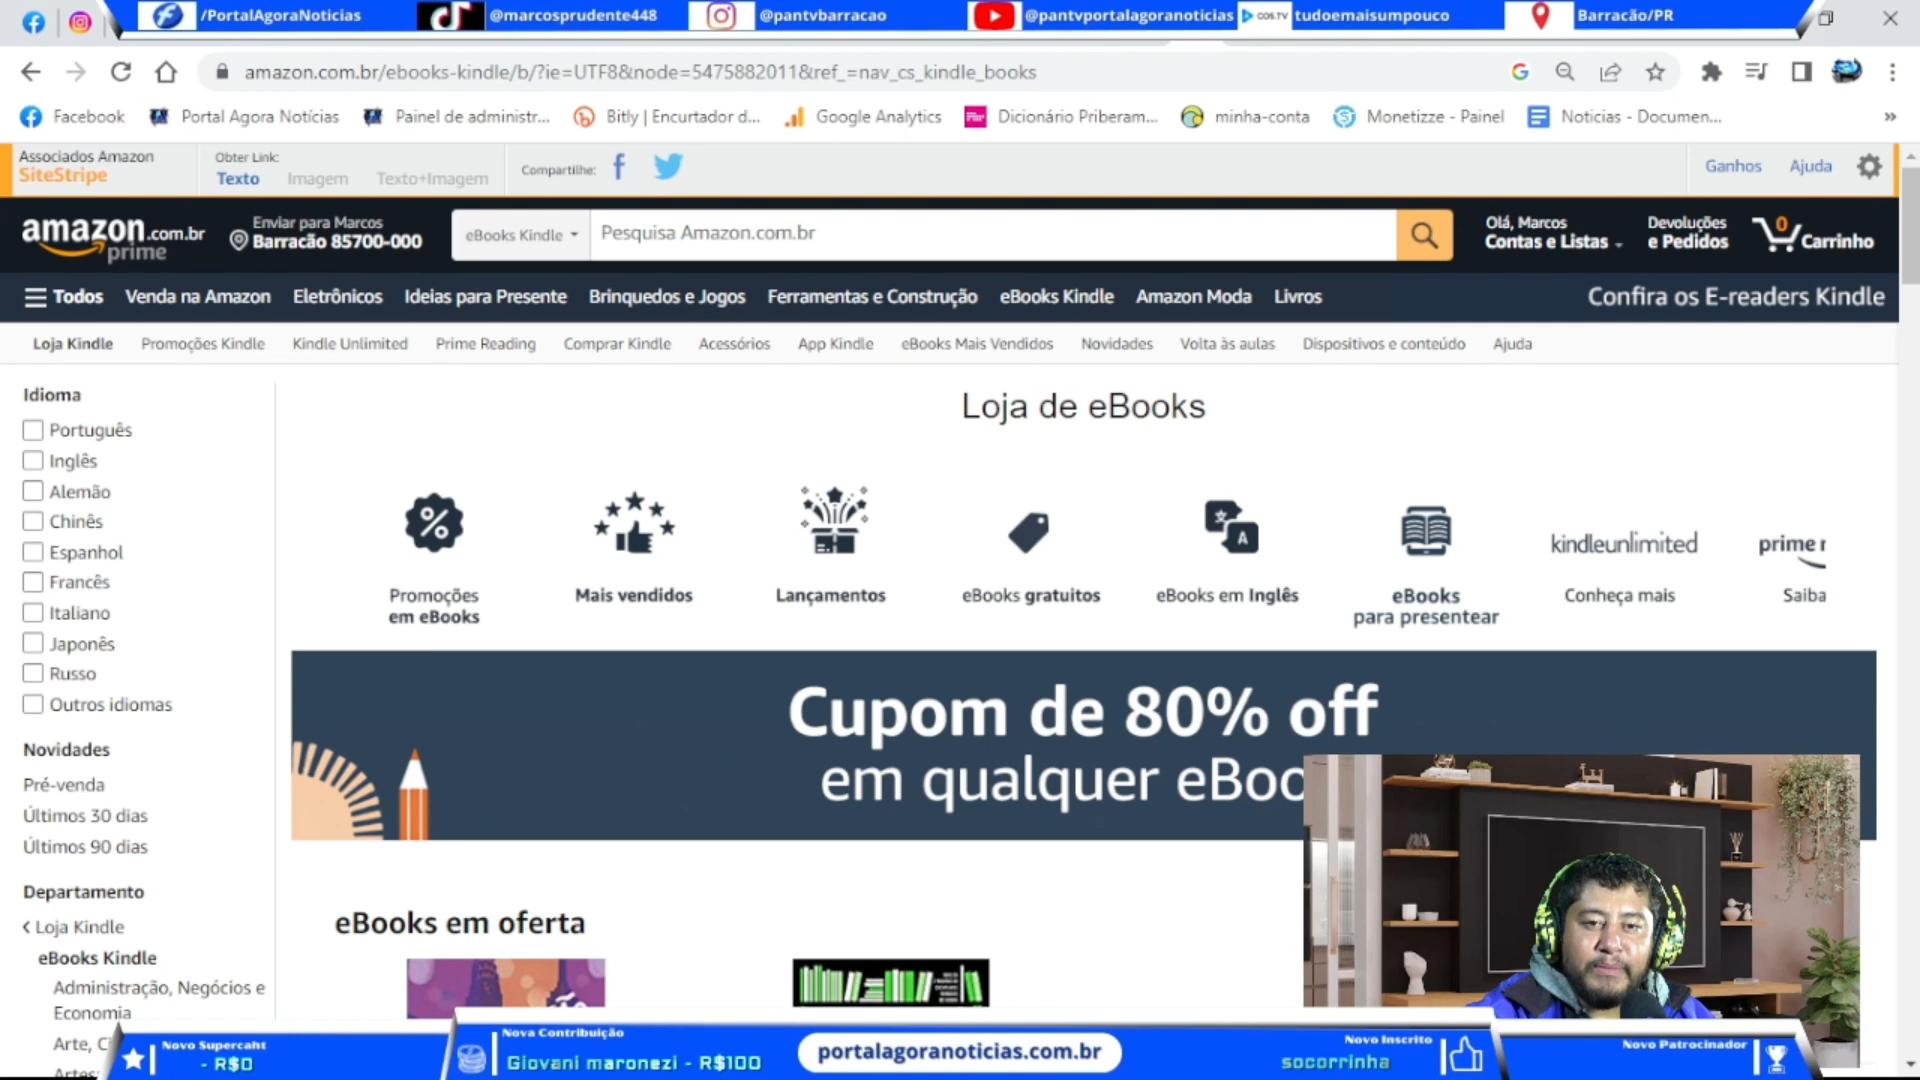 /PortalAgoraNoticias
@marcosprudente448
@pantvbarracao
@pantvportalagoranoticias
COS.TV
tudoemaisumpouco
Barracão/PR
amazon.com.br/ebooks-kindle/b/?ie=UTF8&node=5475882011&ref_=nav_cs_kindle_books
Facebook
Portal Agora Notícias
Painel de administr...
Bitly | Encurtador d...
Google Analytics
Dicionário Priberam...
minha-conta
Monetizze - Painel
Noticias - Documen...
Associados Amazon
SiteStripe
Obter Link:
Texto
Imagem
Texto+Imagem
Compartilhe:
Ganhos
Ajuda
amazon.com.br
prime
Enviar para Marcos
Barracão 85700-000
eBooks Kindle
Pesquisa Amazon.com.br
Olá, Marcos
Contas e Listas
Devoluções
e Pedidos
0
Carrinho
Todos
Venda na Amazon
Eletrônicos
Ideias para Presente
Brinquedos e Jogos
Ferramentas e Construção
eBooks Kindle
Amazon Moda
Livros
Confira os E-readers Kindle
Loja Kindle
Promoções Kindle
Kindle Unlimited
Prime Reading
Comprar Kindle
Acessórios
App Kindle
eBooks Mais Vendidos
Novidades
Volta às aulas
Dispositivos e conteúdo
Ajuda
Idioma
Português
Inglês
Alemão
Chinês
Espanhol
Francês
Italiano
Japonês
Russo
Outros idiomas
Novidades
Pré-venda
Últimos 30 dias
Últimos 90 dias
Departamento
Loja Kindle
eBooks Kindle
Administração, Negócios e
Economia
Arte, Ci
Artes
Loja de eBooks
Promoções
em eBooks
Mais vendidos
Lançamentos
eBooks gratuitos
A
eBooks em Inglês
eBooks
para presentear
kindleunlimited
Conheça mais
prime r
Saiba
Cupom de 80% off
em qualquer eBoo
eBooks em oferta
Novo Supercaht
- R$0
Nova Contribuição
Giovani maronezi - R$100
portalagoranoticias.com.br
Novo Inscrito
socorrinha
Novo Patrocinador